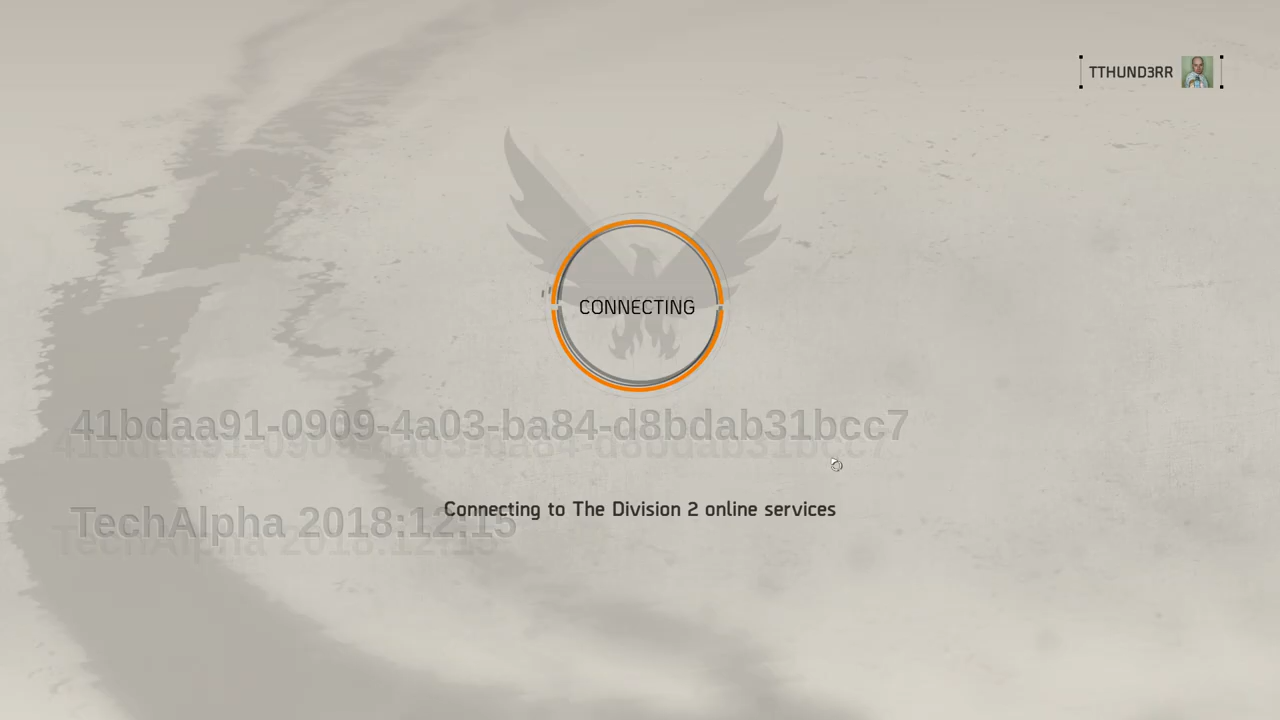 TTHUND3RR
CONNECTING
41bdaa91-0909-4a03-ba84-d8bdab31bcc7
Connecting to The Division 2 online services
TechAlpha 2018:12:15